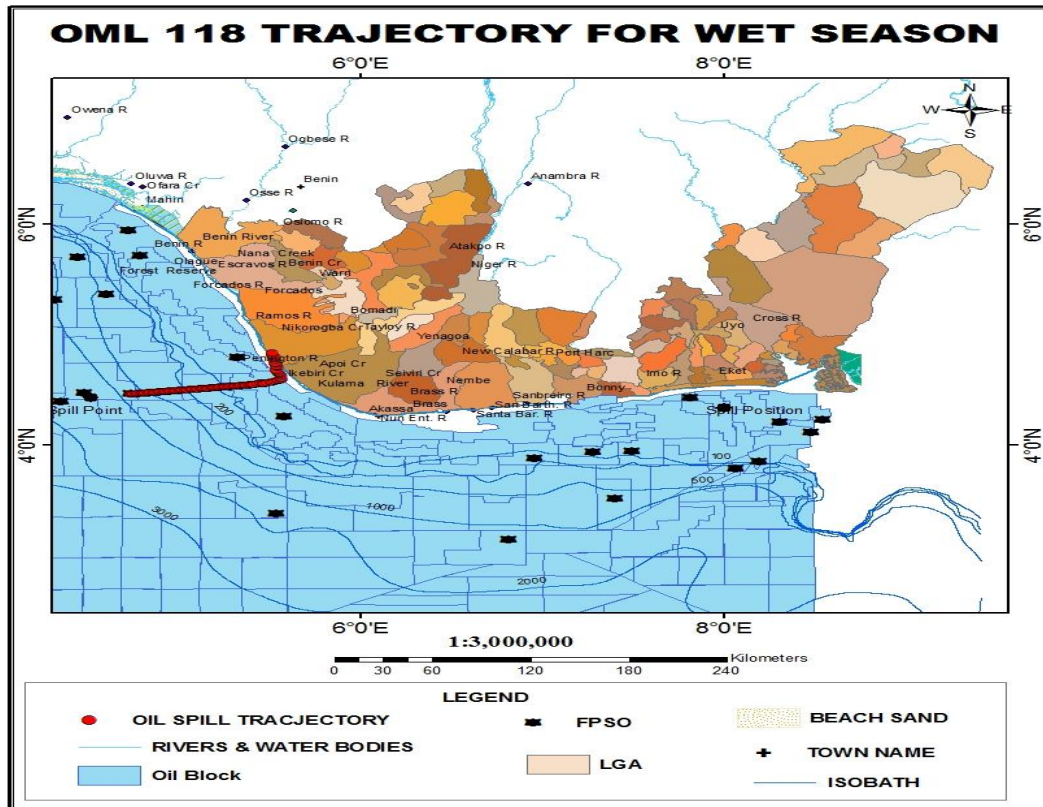 OML 118 TRAJECTORY FOR WET SEASON
6°0'E 8°0'E
N
W E
S
Owena R
Ogbese R
Oluwa R
Ofara Cr
Mahin
Benin
Osse R
Anambra R
Osiomo R
6°0'N 6°0'N
Benin River
Benin R
Nana Creek
Atakpo R
Olague
Forest Reserve
Escravos R
Benin Cr
Warri
Niger R
Forcados R
Forcados
Bomadi
Ramos R
Nikorogba Cr
Tayloy R
Yenagoa
Uyo
Cross R
New Calabar R
Port Harc
Penington R
Ikebiri Cr
Apoi Cr
Kulama
Seiviri Cr
River
Nembe
Imo R
Eket
Bonny
Brass R
Brass
Sanbreiro R
San Barth. R
Santa Bar. R
Akassa
Nun Ent. R
Spill Point
Spill Position
200
4°0'N 4°0'N
100
500
1000
3000
2000
6°0'E 8°0'E
1:3,000,000
Kilometers
0 15 30 60 120 180 240
LEGEND
OIL SPILL TRACJECTORY
FPSO
BEACH SAND
RIVERS & WATER BODIES
TOWN NAME
Oil Block
LGA
ISOBATH